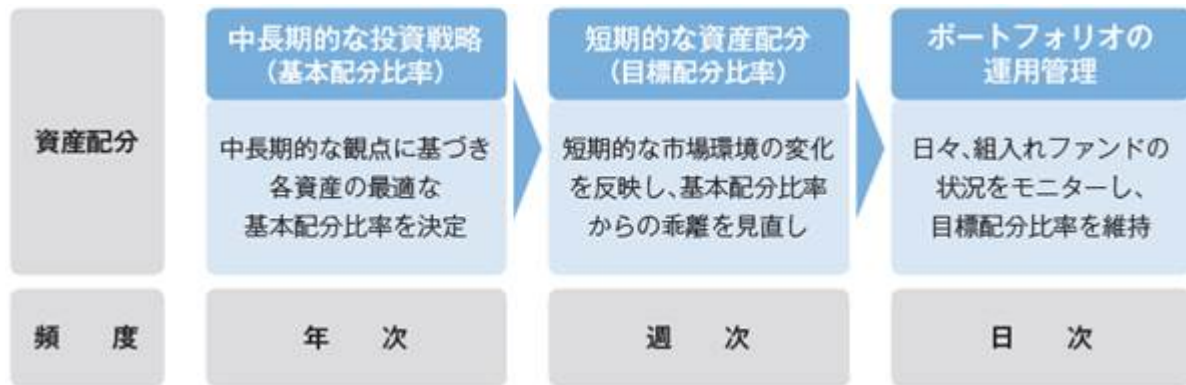 資産配分
中長期的な投資戦略
（基本配分比率）
中長期的な観点に基づき
各資産の最適な
基本配分比率を決定
短期的な資産配分
（目標配分比率）
短期的な市場環境の変化
を反映し、基本配分比率
からの乖離を見直し
ポートフォリオの
運用管理
日々、組入れファンドの
状況をモニターし、
目標配分比率を維持
頻　度
年　次
週　次
日　次